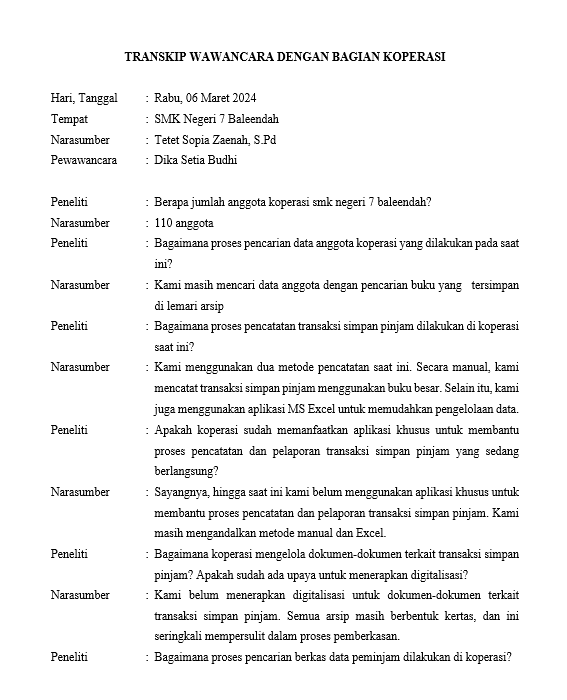 TRANSKIP WAWANCARA DENGAN BAGIAN KOPERASI
Hari, Tanggal : Rabu, 06 Maret 2024
Tempat : SMK Negeri 7 Baleendah
Narasumber : Tetet Sopia Zaenah, S.Pd
Pewawancara : Dika Setia Budhi
Peneliti : Berapa jumlah anggota koperasi smk negeri 7 baleendah?
Narasumber : 110 anggota
Peneliti : Bagaimana proses pencarian data anggota koperasi yang dilakukan pada saat
ini?
Narasumber : Kami masih mencari data anggota dengan pencarian buku yang tersimpan
di lemari arsip
Peneliti : Bagaimana proses pencatatan transaksi simpan pinjam dilakukan di koperasi
saat ini?
Narasumber : Kami menggunakan dua metode pencatatan saat ini. Secara manual, kami
mencatat transaksi simpan pinjam menggunakan buku besar. Selain itu, kami
juga menggunakan aplikasi MS Excel untuk memudahkan pengelolaan data.
Peneliti : Apakah koperasi sudah memanfaatkan aplikasi khusus untuk membantu
proses pencatatan dan pelaporan transaksi simpan pinjam yang sedang
berlangsung?
Narasumber : Sayangnya, hingga saat ini kami belum menggunakan aplikasi khusus untuk
membantu proses pencatatan dan pelaporan transaksi simpan pinjam. Kami
masih mengandalkan metode manual dan Excel.
Peneliti : Bagaimana koperasi mengelola dokumen-dokumen terkait transaksi simpan
pinjam? Apakah sudah ada upaya untuk menerapkan digitalisasi?
Narasumber : Kami belum menerapkan digitalisasi untuk dokumen-dokumen terkait
transaksi simpan pinjam. Semua arsip masih berbentuk kertas, dan ini
seringkali mempersulit dalam proses pemberkasan.
Peneliti : Bagaimana proses pencarian berkas data peminjam dilakukan di koperasi?